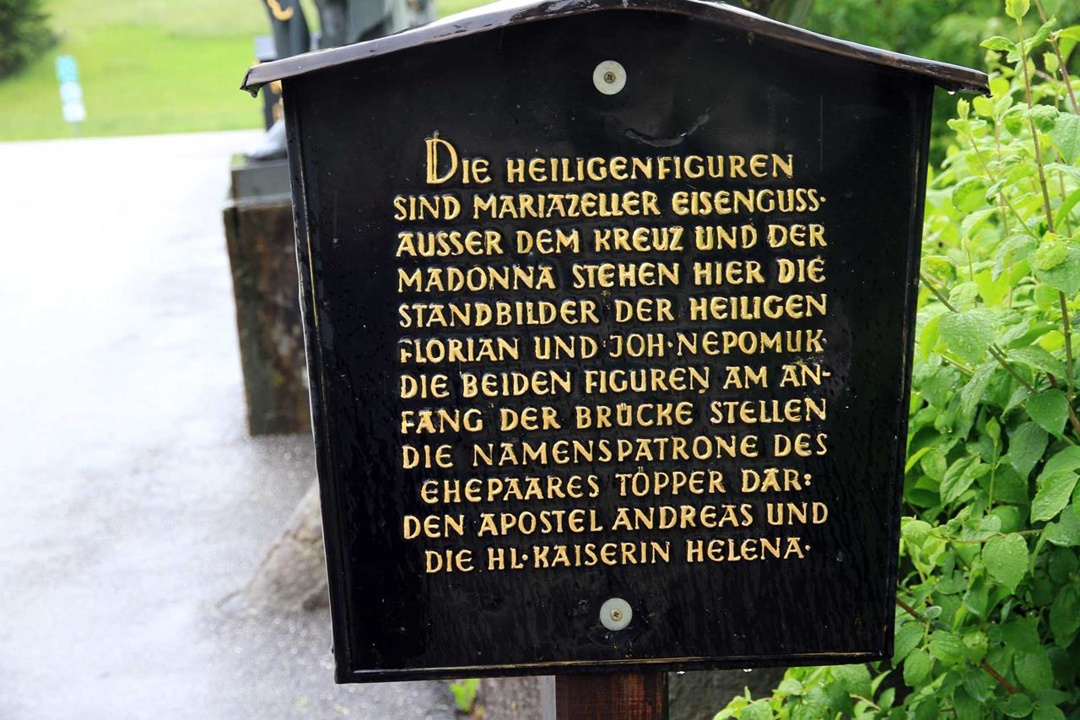 DIE HEILIGENFIGUREN
SIND MARIAZELLER EISENGUSS·
AUSSER DEM KREUZ UND DER
MADONNA STEHEN HIER DIE
STANDBILDER DER HEILIGEN
FLORIAN UND JOH·NEPOMUK·
DIE BEIDEN FIGUREN AM AN-
FANG DER BRÜCKE STELLEN
DIE NAMENSPATRONE DES
EHEPAARES TÖPPER DAR:
DEN APOSTEL ANDREAS UND
DIE HL·KAISERIN HELENA·